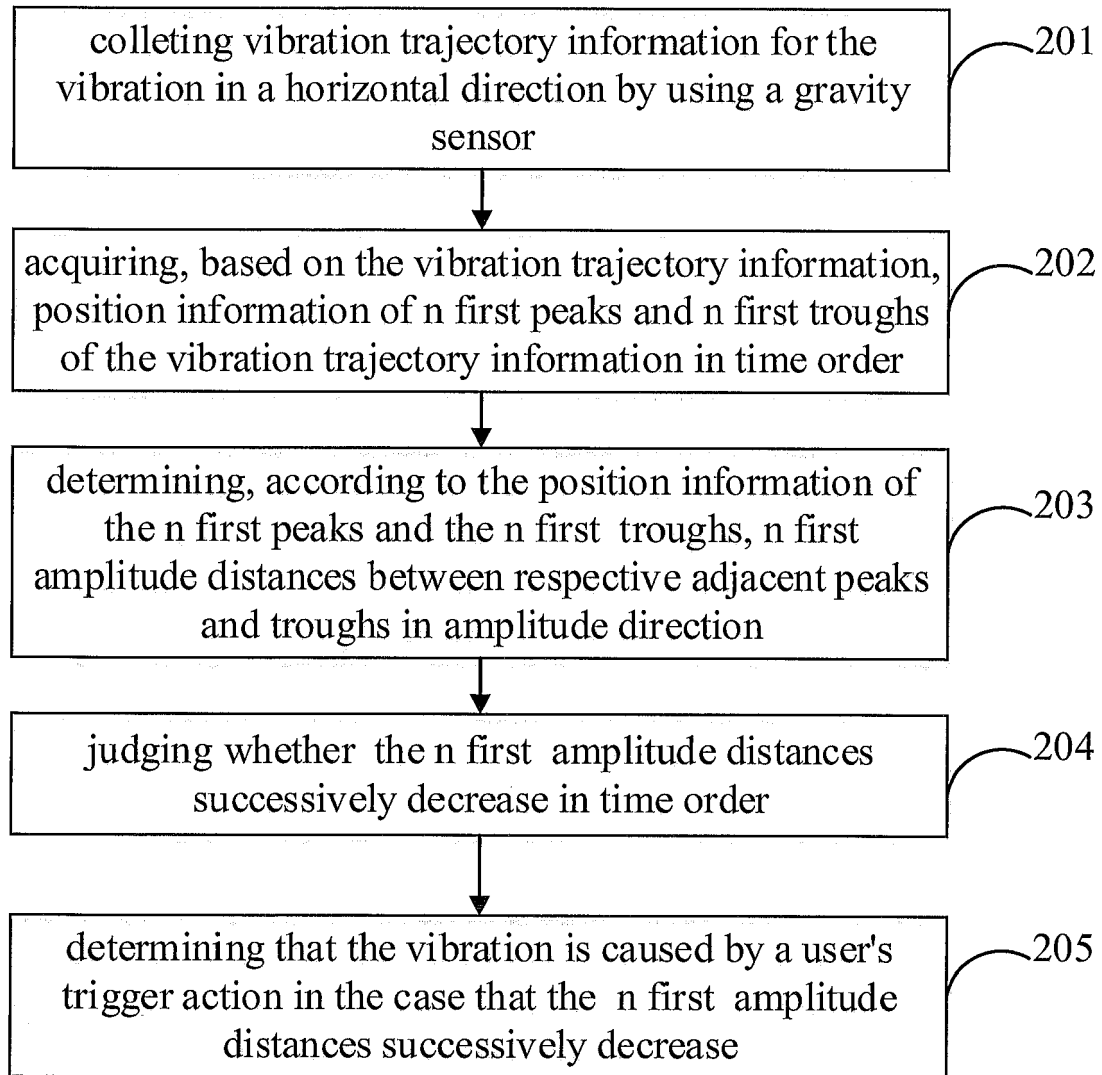 colleting vibration trajectory information for the
vibration in a horizontal direction by using a gravity
sensor
201
acquiring, based on the vibration trajectory information,
position information of n first peaks and n first troughs
of the vibration trajectory information in time order
202
determining, according to the position information of
the n first peaks and the n first troughs, n first
amplitude distances between respective adjacent peaks
and troughs in amplitude direction
203
judging whether the n first amplitude distances
successively decrease in time order
204
determining that the vibration is caused by a user's
trigger action in the case that the n first amplitude
distances successively decrease
205